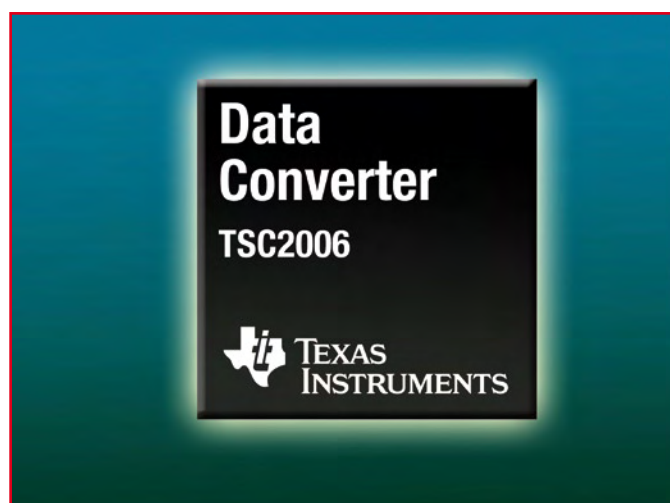 Data
Converter
TSC2006
TEXAS
INSTRUMENTS